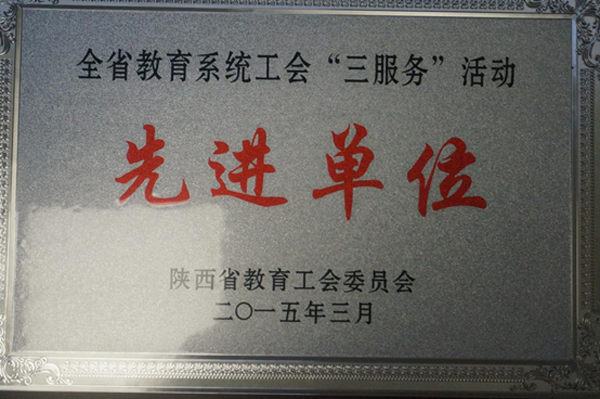 全省教育系统工会“三服务”活动
先进单位
陕西省教育工会委员会
二〇一五年三月